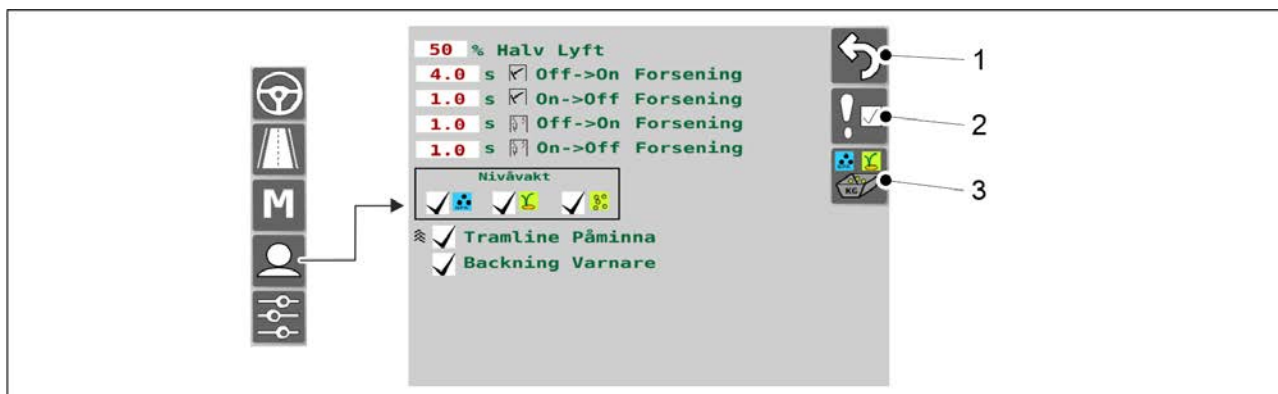 50 % Halv Lyft
4.0 s Off->On Forsening
1.0 s On->Off Forsening
1.0 s Off->On Forsening
1.0 s On->Off Forsening
Nivåvakt
Tramline Påminna
Backning Varnare
M
KG
1
2
3